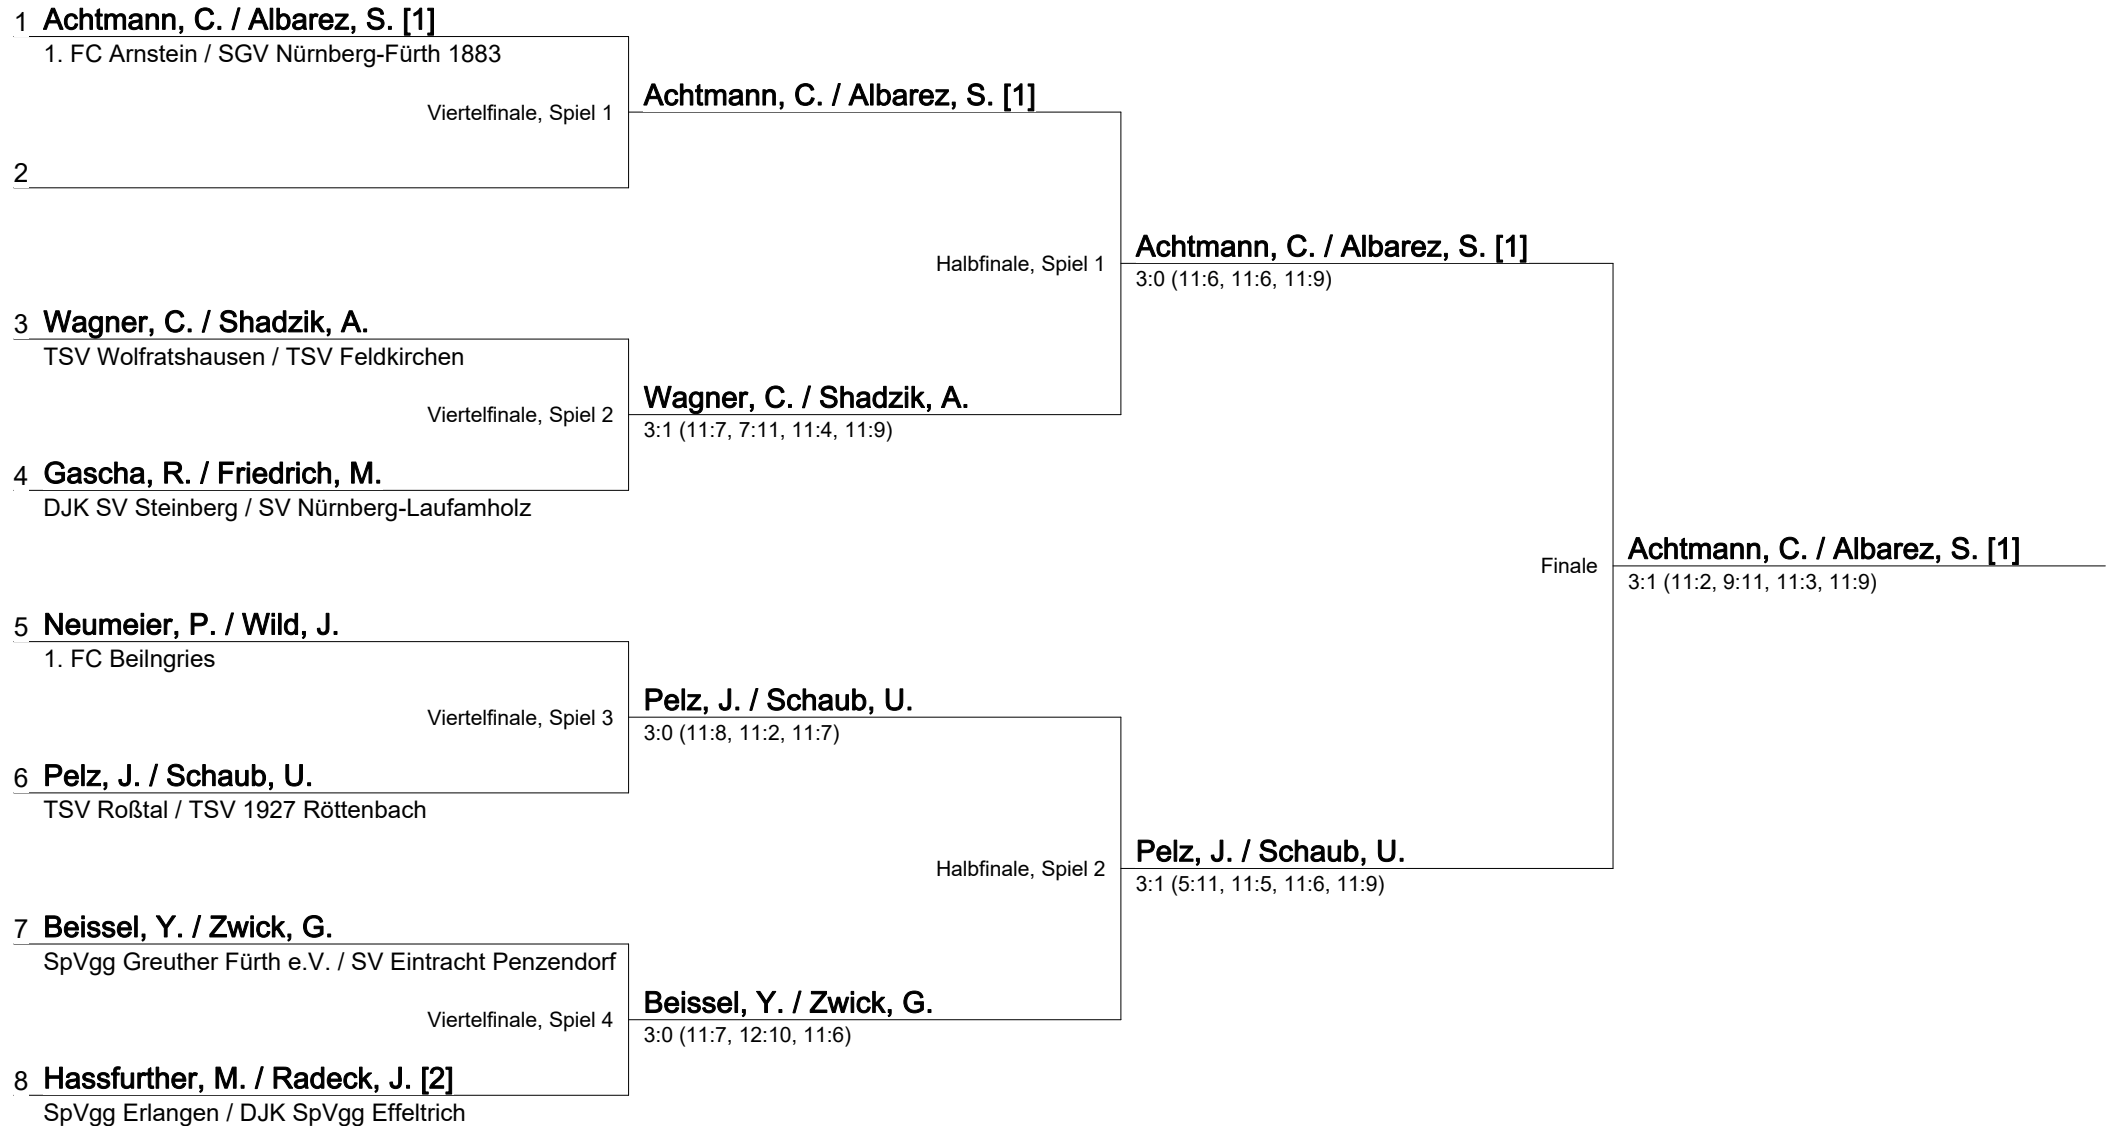 1 Achtmann, C. / Albarez, S. [1]
1. FC Arnstein / SGV Nürnberg-Fürth 1883
Viertelfinale, Spiel 1
Achtmann, C. / Albarez, S. [1]
2
Halbfinale, Spiel 1
Achtmann, C. / Albarez, S. [1]
3:0 (11:6, 11:6, 11:9)
3 Wagner, C. / Shadzik, A.
TSV Wolfratshausen / TSV Feldkirchen
Viertelfinale, Spiel 2
Wagner, C. / Shadzik, A.
3:1 (11:7, 7:11, 11:4, 11:9)
4 Gascha, R. / Friedrich, M.
DJK SV Steinberg / SV Nürnberg-Laufamholz
Finale
Achtmann, C. / Albarez, S. [1]
3:1 (11:2, 9:11, 11:3, 11:9)
5 Neumeier, P. / Wild, J.
1. FC Beilngries
Viertelfinale, Spiel 3
Pelz, J. / Schaub, U.
3:0 (11:8, 11:2, 11:7)
6 Pelz, J. / Schaub, U.
TSV Roßtal / TSV 1927 Röttenbach
Halbfinale, Spiel 2
Pelz, J. / Schaub, U.
3:1 (5:11, 11:5, 11:6, 11:9)
7 Beissel, Y. / Zwick, G.
SpVgg Greuther Fürth e.V. / SV Eintracht Penzendorf
Viertelfinale, Spiel 4
Beissel, Y. / Zwick, G.
3:0 (11:7, 12:10, 11:6)
8 Hassfurther, M. / Radeck, J. [2]
SpVgg Erlangen / DJK SpVgg Effeltrich